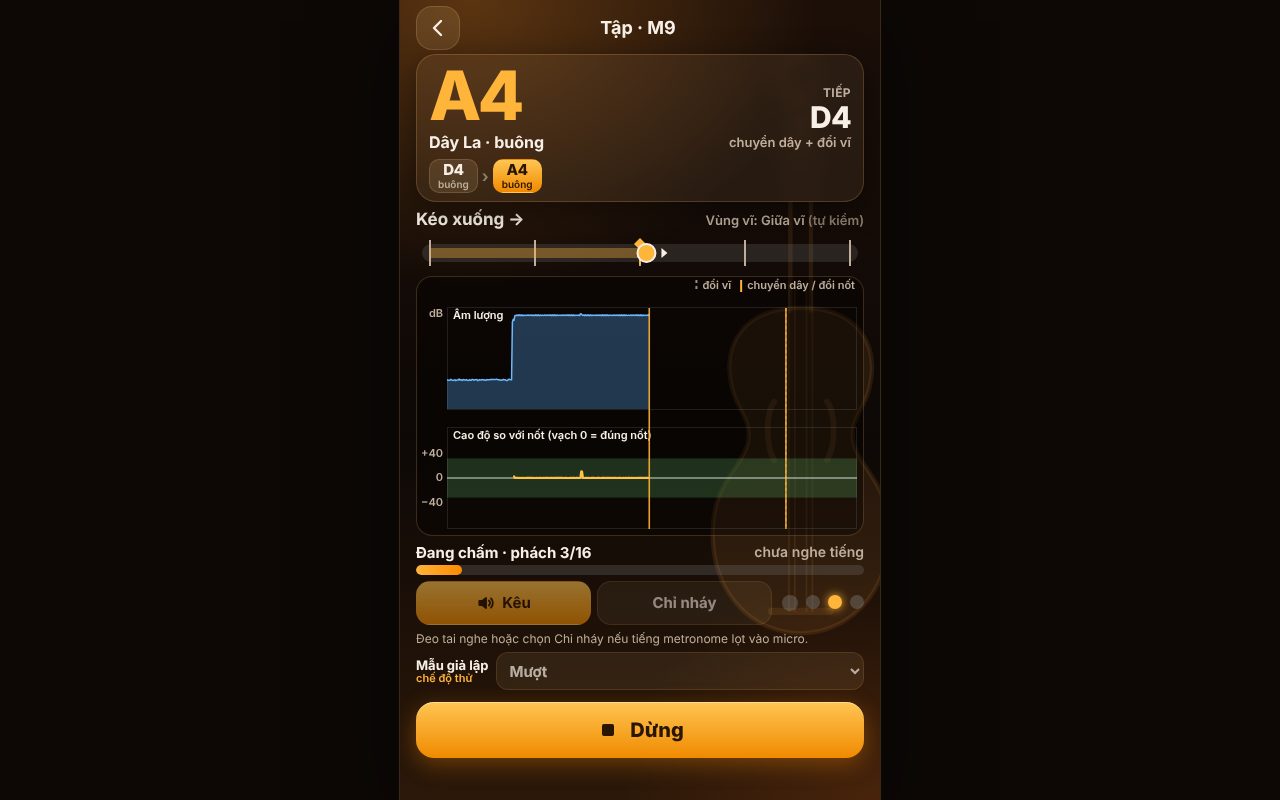 Tập · M9
A4
TIẾP
D4
Dây La · buông
chuyển dây + đổi vĩ
D4
buông
›
A4
buông
Kéo xuống →
Vùng vĩ: Giữa vĩ (tự kiểm)
đổi vĩ
chuyển dây / đổi nốt
dB
Âm lượng
Cao độ so với nốt (vạch 0 = đúng nốt)
+40
0
−40
Đang chấm · phách 3/16
chưa nghe tiếng
Kêu
Chỉ nháy
Đeo tai nghe hoặc chọn Chỉ nháy nếu tiếng metronome lọt vào micro.
Mẫu giả lập
chế độ thử
Mượt
Dừng